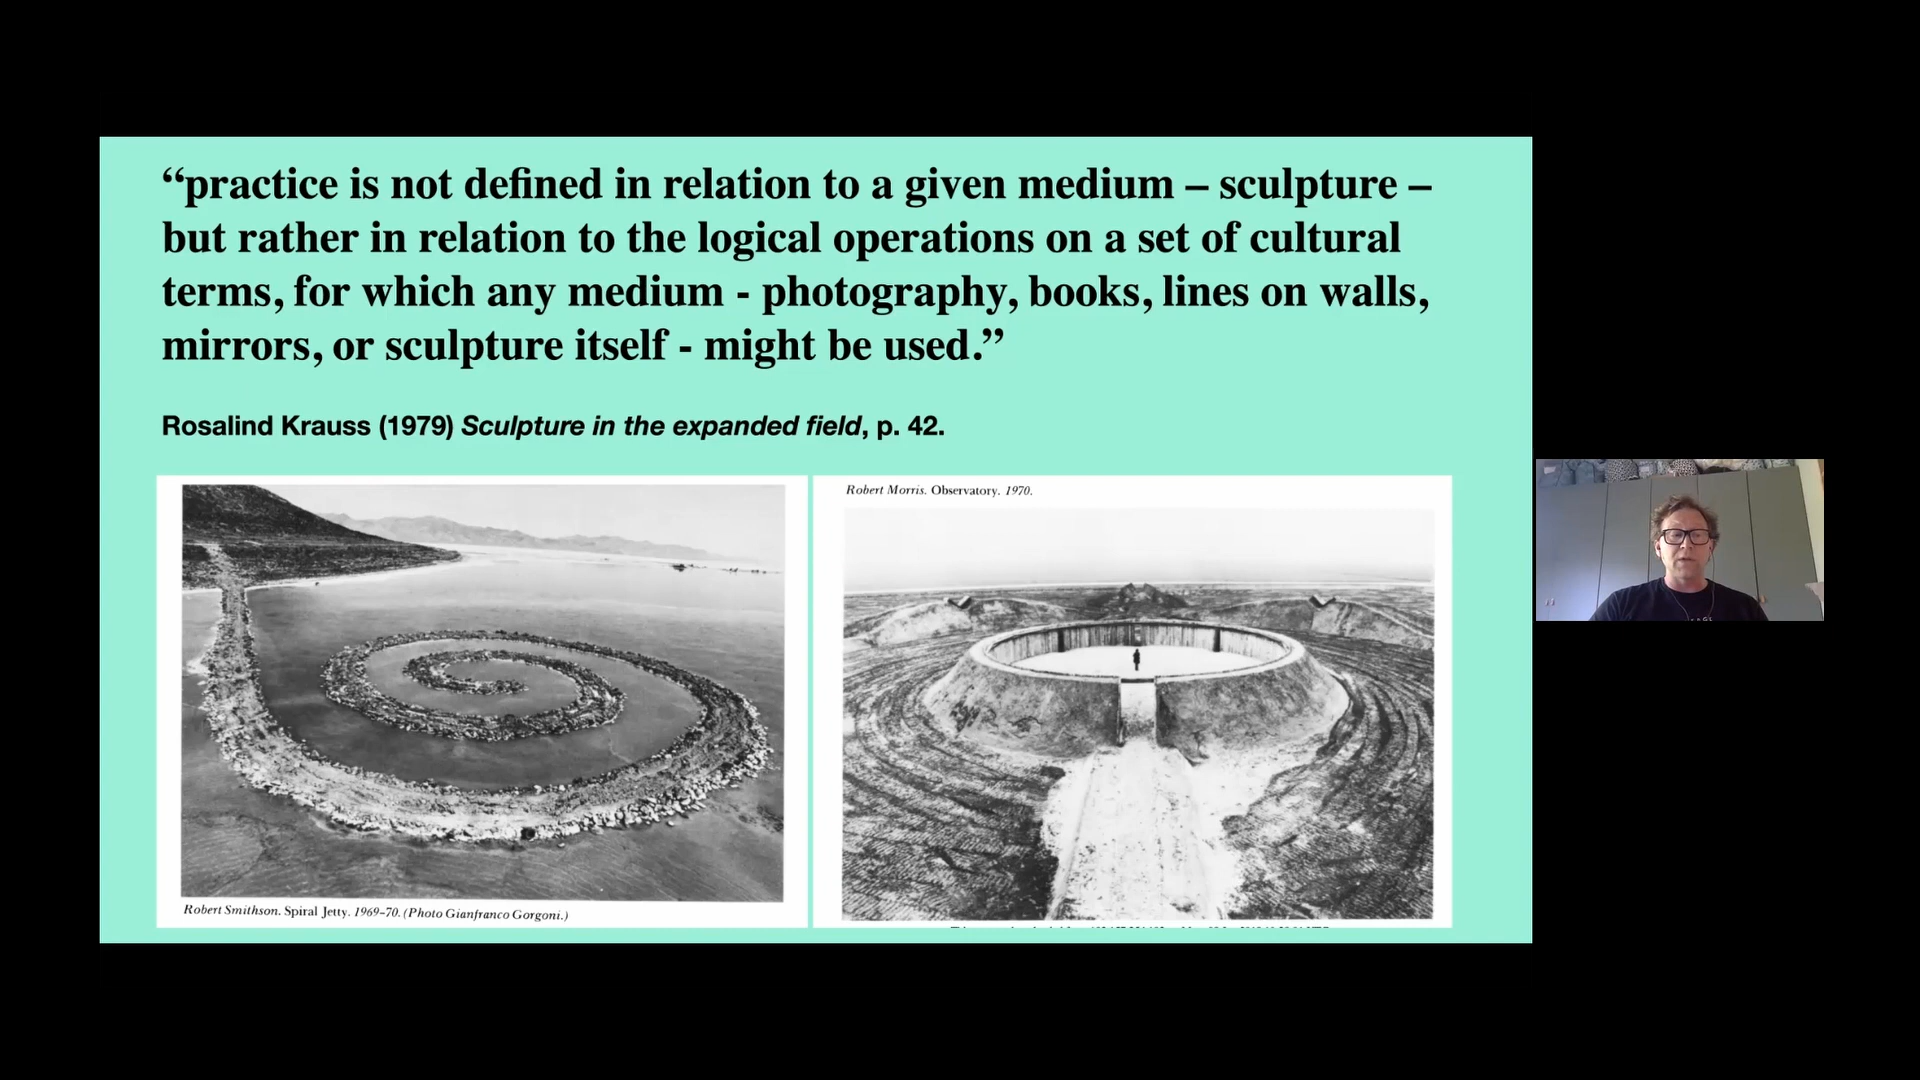 “practice is not defined in relation to a given medium – sculpture –
but rather in relation to the logical operations on a set of cultural
terms, for which any medium - photography, books, lines on walls,
mirrors, or sculpture itself - might be used.”
Rosalind Krauss (1979) Sculpture in the expanded field, p. 42.
Robert Smithson. Spiral Jetty. 1969-70. (Photo Gianfranco Gorgoni.)
Robert Morris. Observatory. 1970.